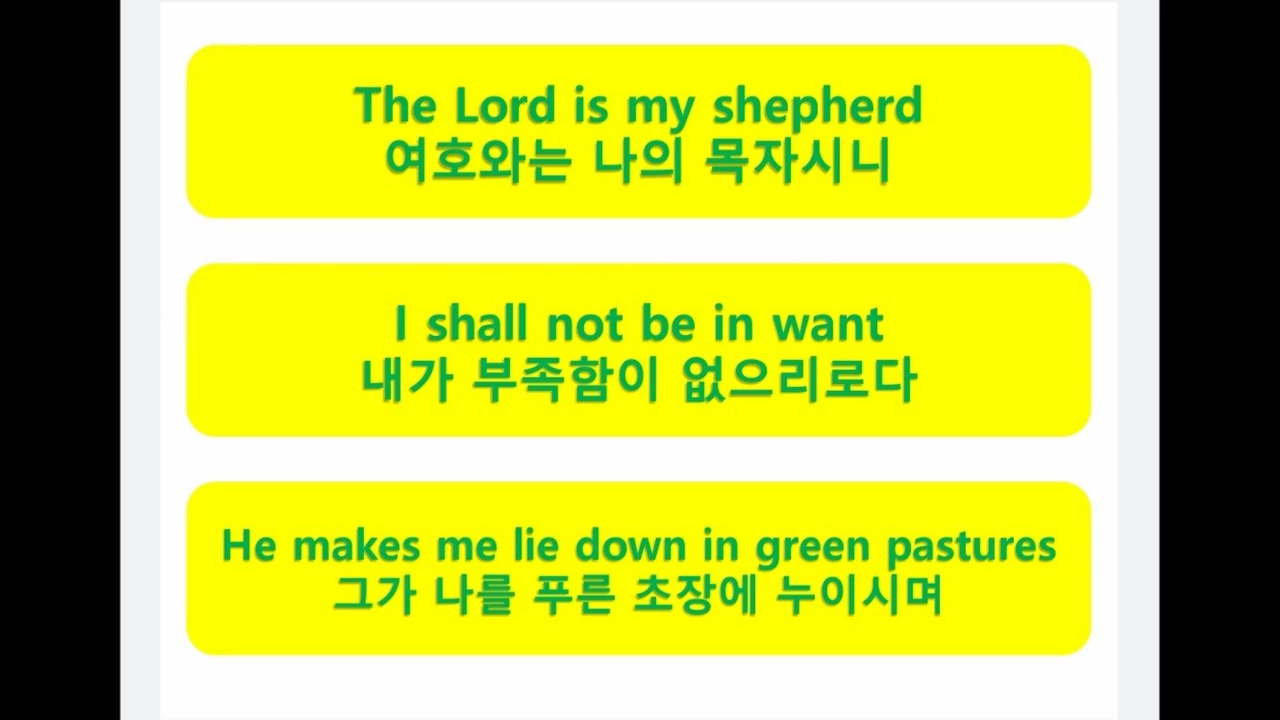 The Lord is my shepherd
여호와는 나의 목자시니
I shall not be in want
내가 부족함이 없으리로다
He makes me lie down in green pastures
그가 나를 푸른 초장에 누이시며